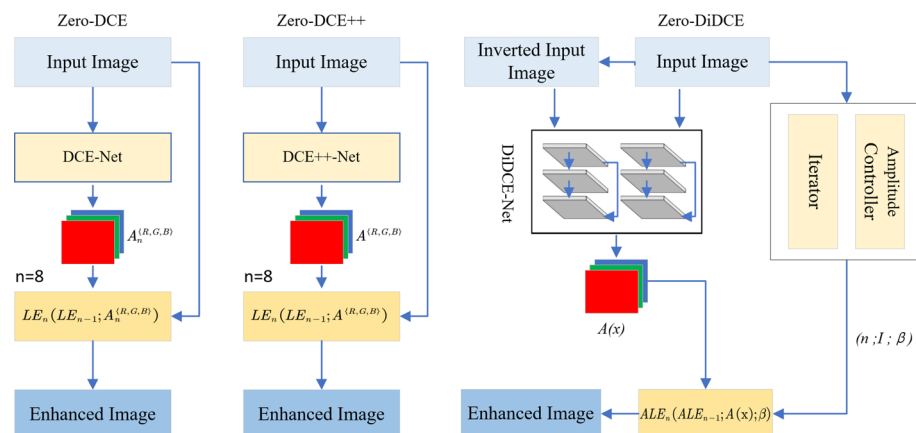 Zero-DCE
Input Image
DCE-Net
A_n^{(R,G,B)}
n=8
LE_n(LE_{n-1};A_n^{(R,G,B)})
Enhanced Image
Zero-DCE++
Input Image
DCE++-Net
A^{(R,G,B)}
n=8
LE_n(LE_{n-1};A^{(R,G,B)})
Enhanced Image
Zero-DiDCE
Inverted Input
Image
Input Image
DiDCE-Net
Iterator
Amplitude
Controller
A(x)
(n ;I ; β)
ALE_n(ALE_{n-1};A(x);β)
Enhanced Image